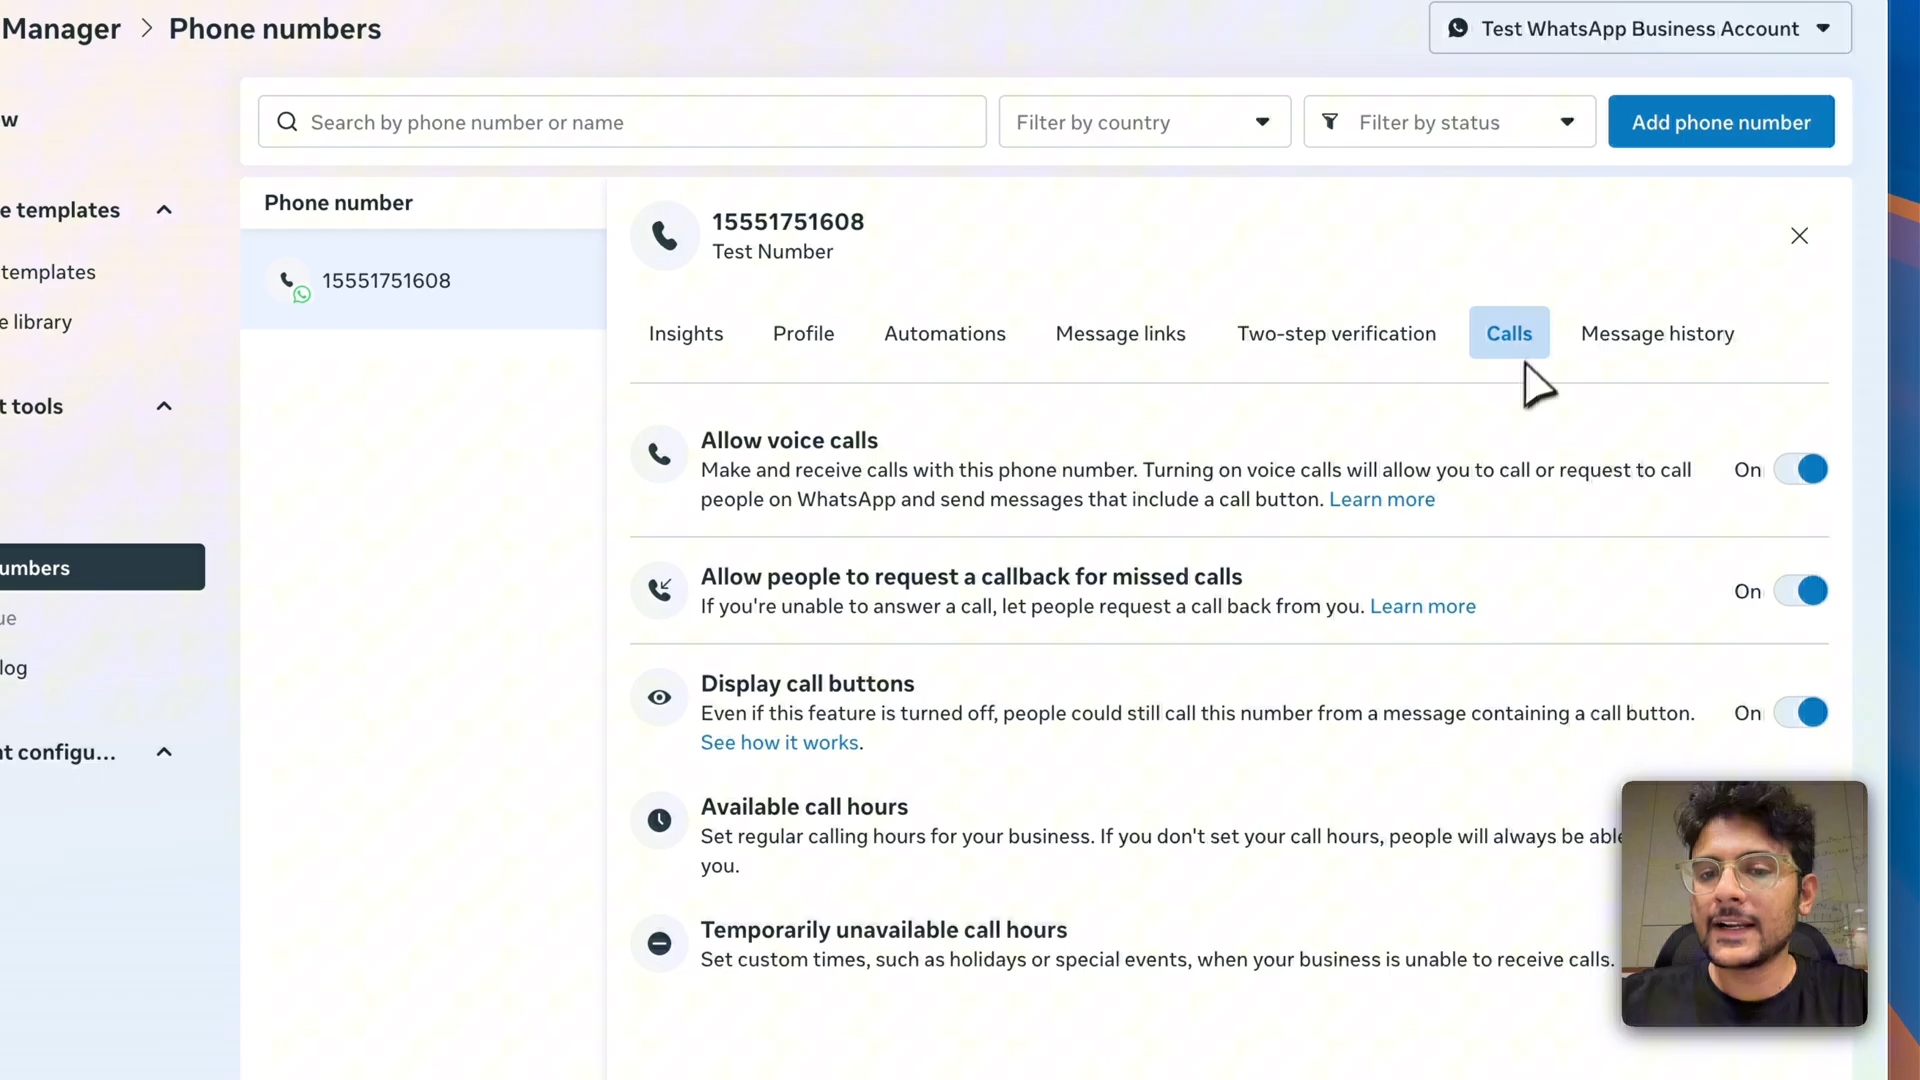 Manager > Phone numbers
Test WhatsApp Business Account
w
e templates
templates
e library
t tools
umbers
ue
log
nt configu...
Search by phone number or name
Filter by country
Filter by status
Add phone number
Phone number
15551751608
15551751608
Test Number
Insights
Profile
Automations
Message links
Two-step verification
Calls
Message history
Allow voice calls
Make and receive calls with this phone number. Turning on voice calls will allow you to call or request to call
people on WhatsApp and send messages that include a call button. Learn more
On
Allow people to request a callback for missed calls
If you're unable to answer a call, let people request a call back from you. Learn more
On
Display call buttons
Even if this feature is turned off, people could still call this number from a message containing a call button.
See how it works.
On
Available call hours
Set regular calling hours for your business. If you don't set your call hours, people will always be able
you.
Temporarily unavailable call hours
Set custom times, such as holidays or special events, when your business is unable to receive calls.